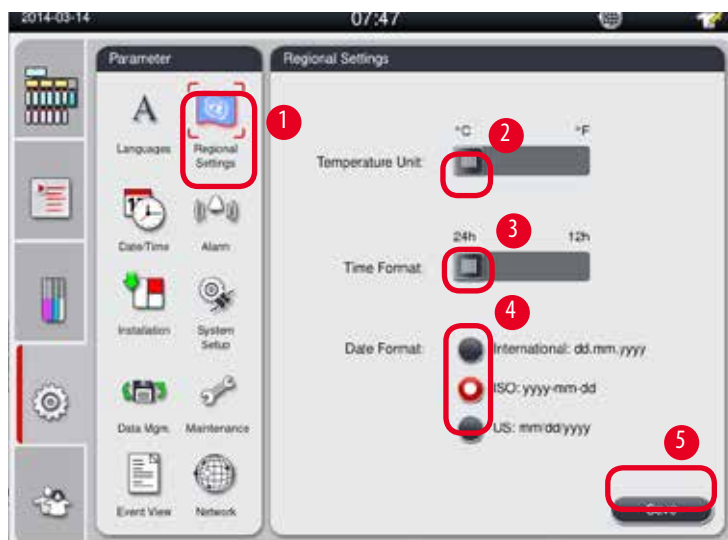 2014-03-14
07:47
Parameter
Regional Settings
Languages
Regional
Settings
1
°C
2
°F
Temperature Unit:
Date/Time
Alarm
24h
3
12h
Time Format:
Installation
System
Setup
4
Date Format:
International: dd.mm.yyyy
ISO: yyyy-mm-dd
US: mm/dd/yyyy
Data Mgm.
Maintenance
5
Save
Event View
Network